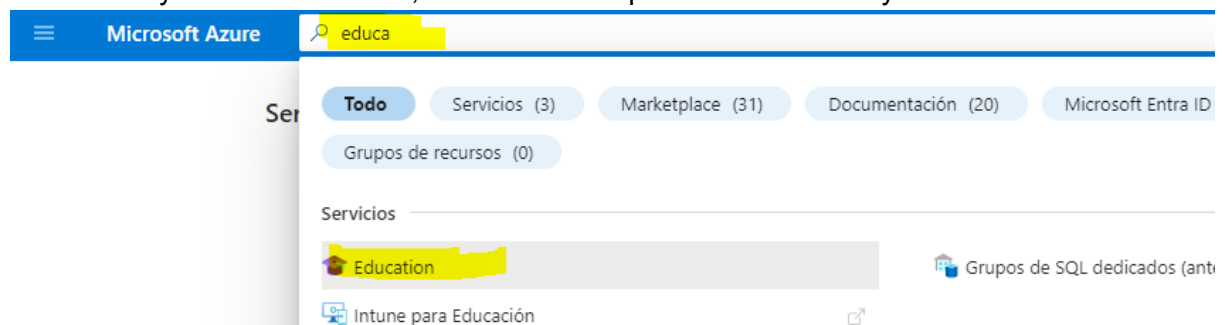 Microsoft Azure educa
Todo Servicios (3) Marketplace (31) Documentación (20) Microsoft Entra ID
Ser
Grupos de recursos (0)
Servicios
Education Grupos de SQL dedicados (ant
Intune para Educación